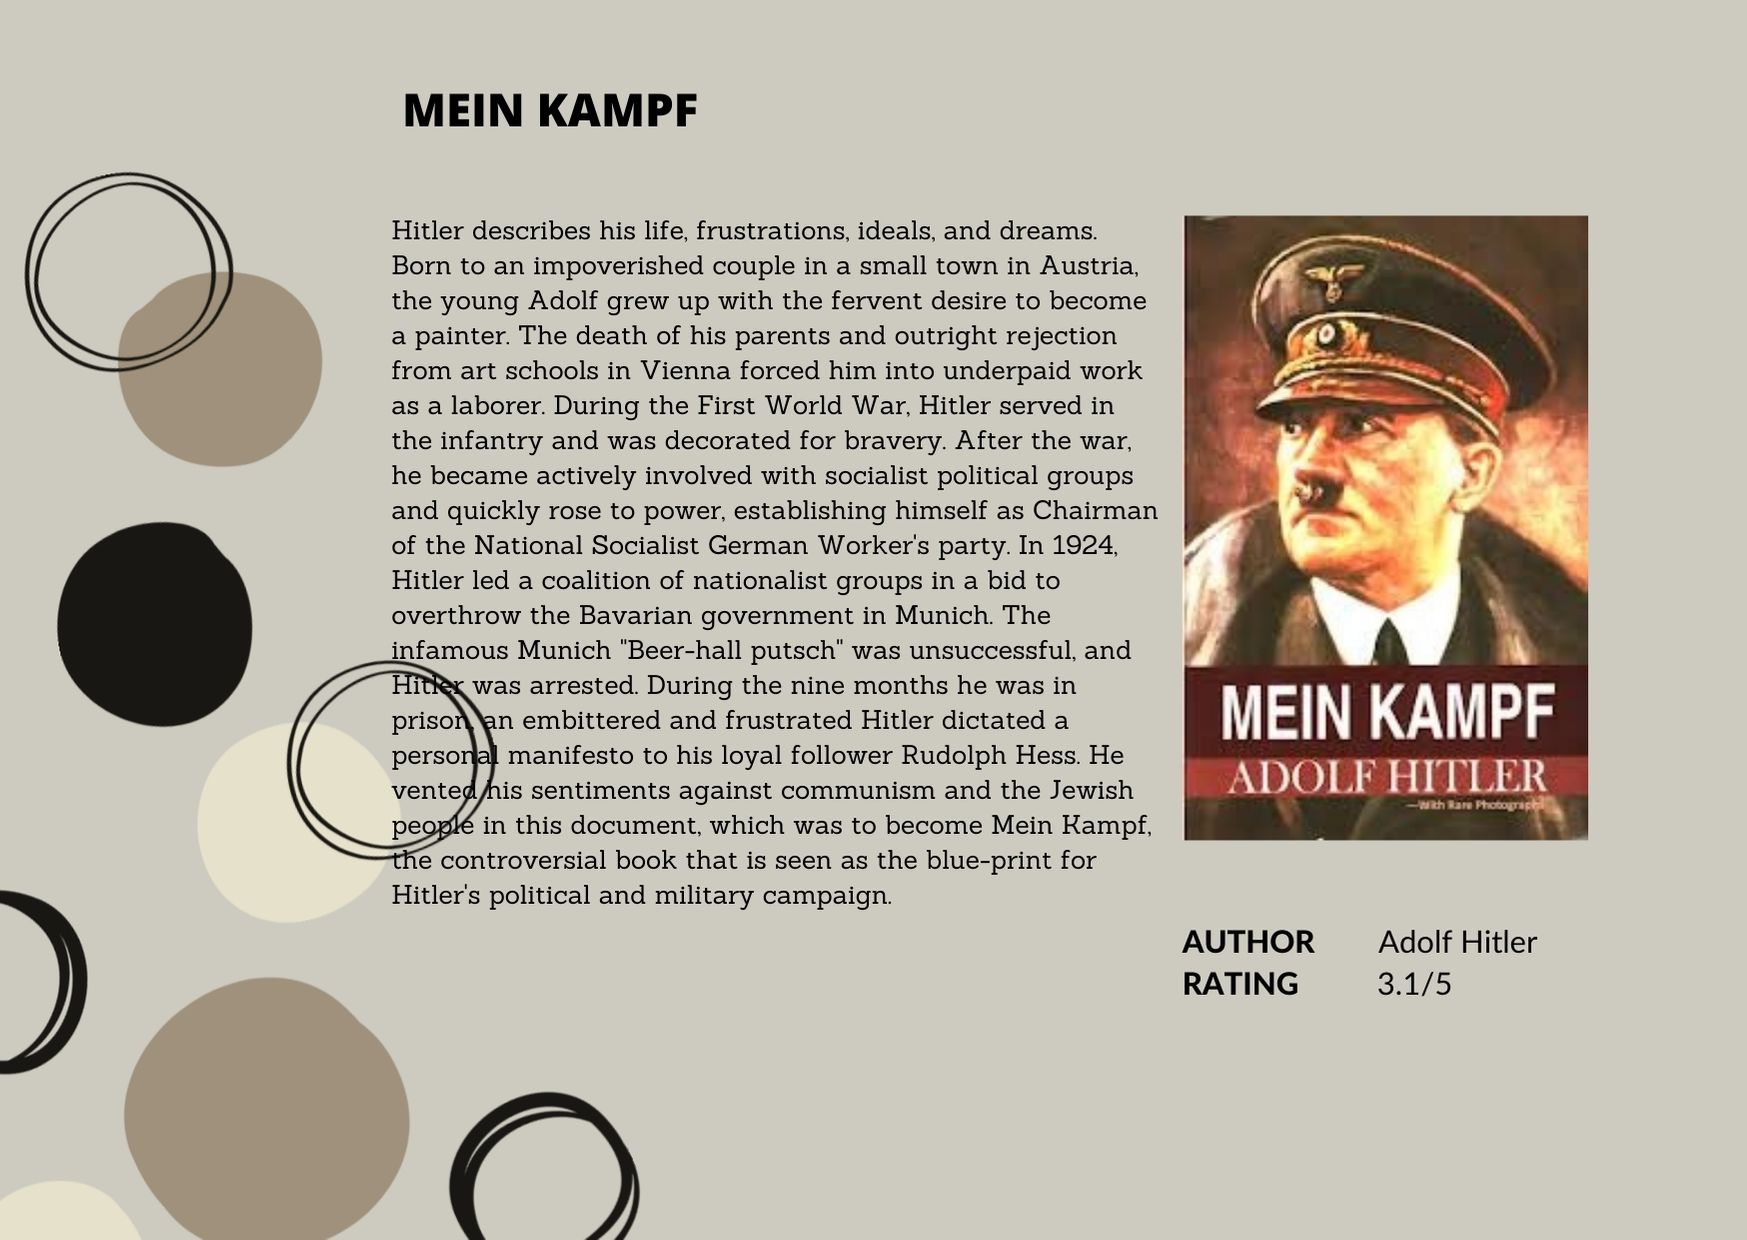 MEIN KAMPF
Hitler describes his life, frustrations, ideals, and dreams.
Born to an impoverished couple in a small town in Austria,
the young Adolf grew up with the fervent desire to become
a painter. The death of his parents and outright rejection
from art schools in Vienna forced him into underpaid work
as a laborer. During the First World War, Hitler served in
the infantry and was decorated for bravery. After the war,
he became actively involved with socialist political groups
and quickly rose to power, establishing himself as Chairman
of the National Socialist German Worker's party. In 1924,
Hitler led a coalition of nationalist groups in a bid to
overthrow the Bavarian government in Munich. The
infamous Munich "Beer-hall putsch" was unsuccessful, and
Hitler was arrested. During the nine months he was in
prison, an embittered and frustrated Hitler dictated a
personal manifesto to his loyal follower Rudolph Hess. He
vented his sentiments against communism and the Jewish
people in this document, which was to become Mein Kampf,
the controversial book that is seen as the blue-print for
Hitler's political and military campaign.
MEIN KAMPF
ADOLF HITLER
—With Rare Photographs
AUTHOR Adolf Hitler
RATING 3.1/5